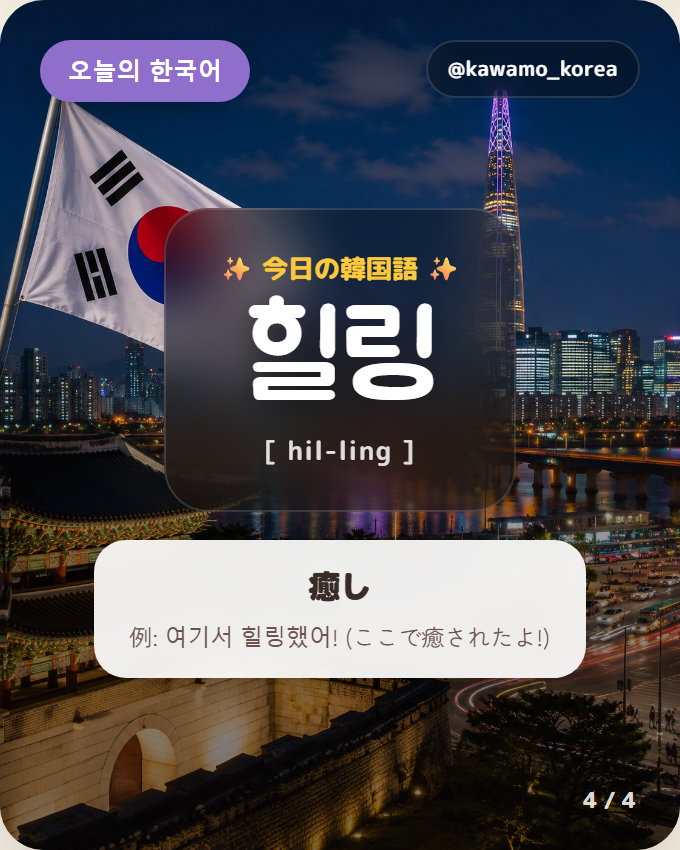 오늘의 한국어
@kawamo_korea
✨ 今日の韓国語 ✨
힐링
[ hil-ling ]
癒し
例: 여기서 힐링했어! (ここで癒されたよ!)
4 / 4